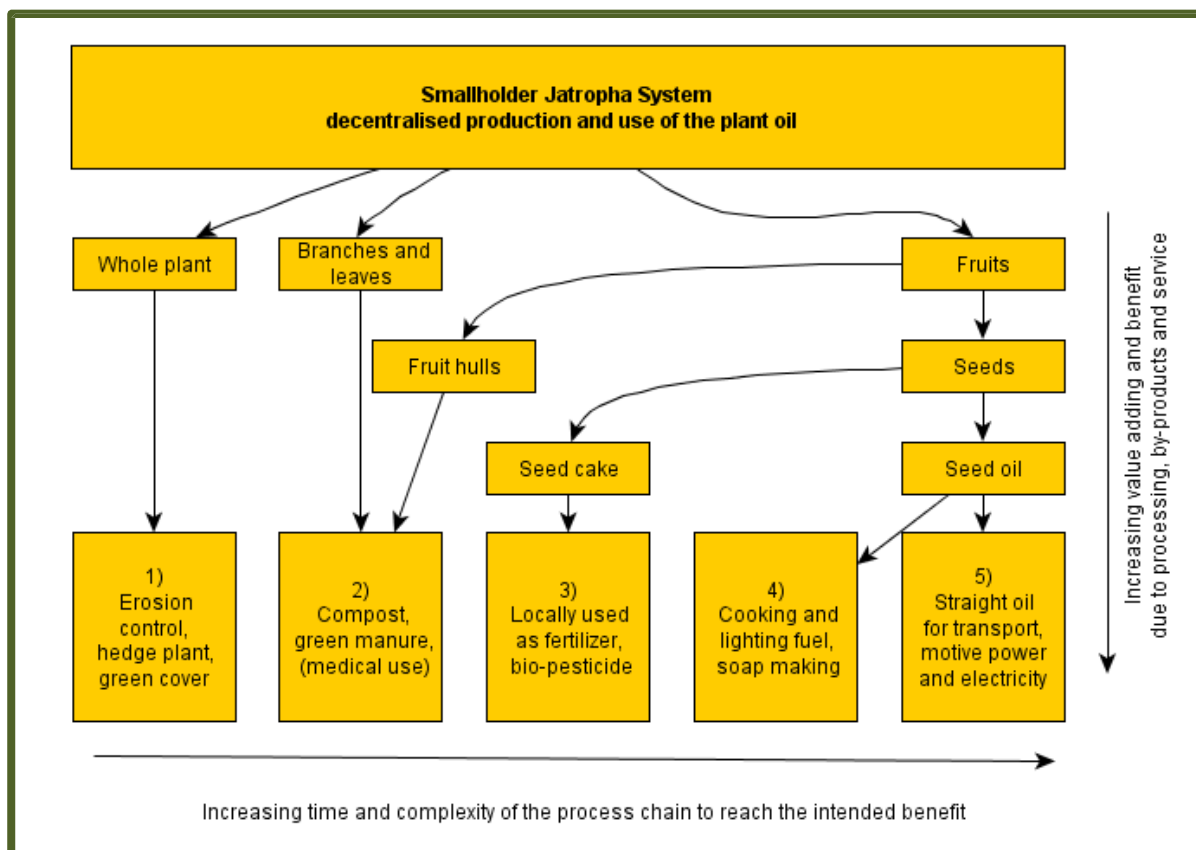 Smallholder Jatropha System
decentralised production and use of the plant oil
Whole plant
Branches and
leaves
Fruits
Fruit hulls
Seeds
Seed cake
Seed oil
1)
Erosion
control,
hedge plant,
green cover
2)
Compost,
green manure,
(medical use)
3)
Locally used
as fertilizer,
bio-pesticide
4)
Cooking and
lighting fuel,
soap making
5)
Straight oil
for transport,
motive power
and electricity
Increasing value adding and benefit
due to processing, by-products and service
Increasing time and complexity of the process chain to reach the intended benefit